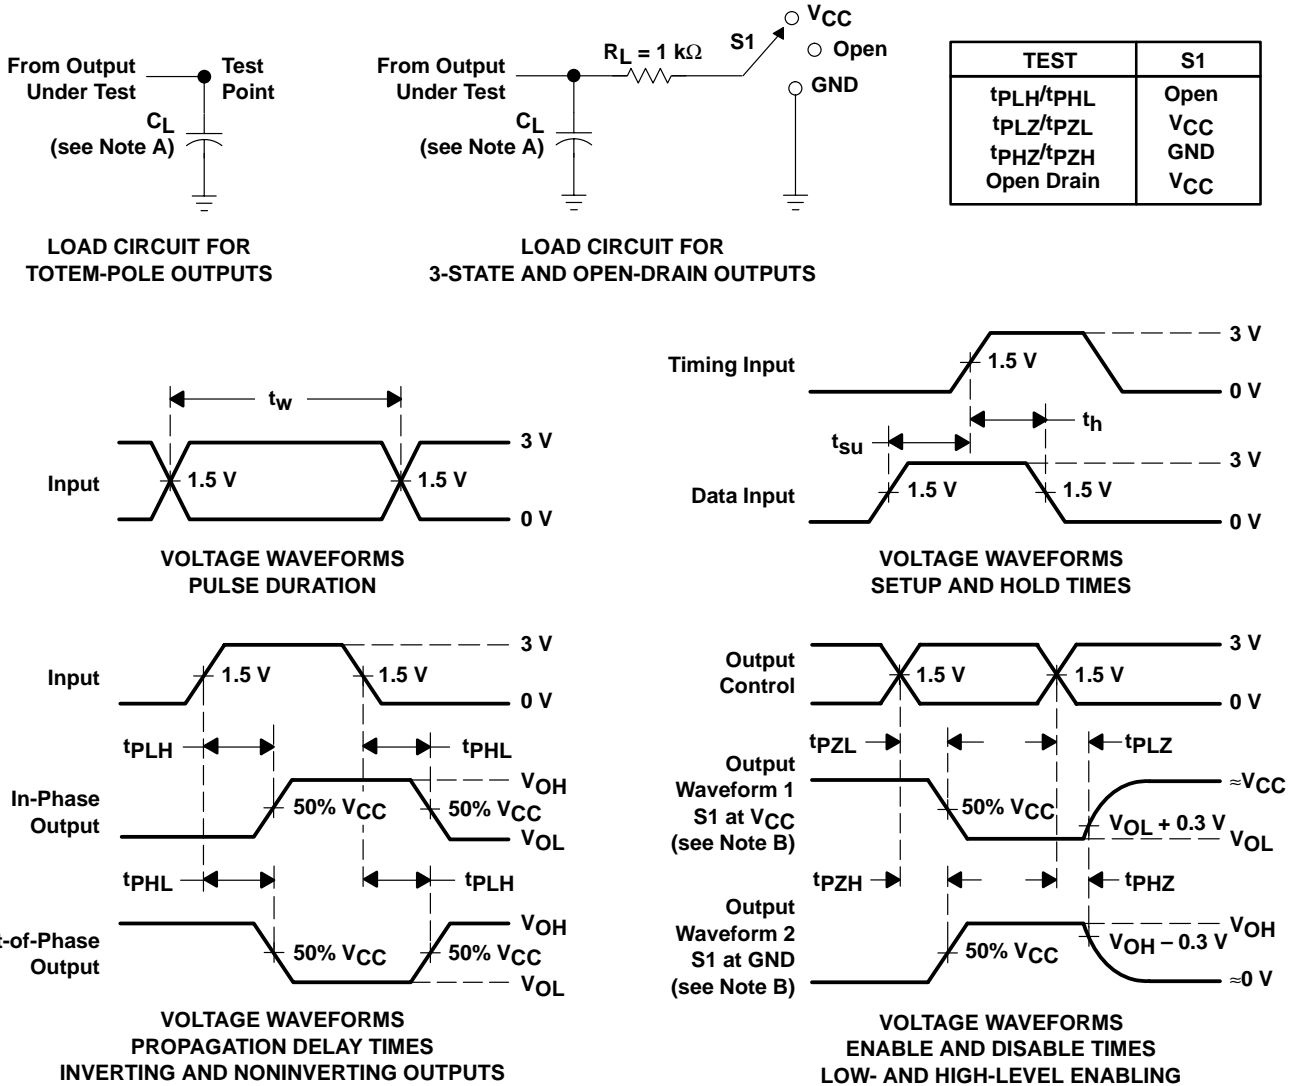 From Output
Under Test
Test
Point
CL
(see Note A)
LOAD CIRCUIT FOR
TOTEM-POLE OUTPUTS
From Output
Under Test
RL = 1 kΩ
S1
VCC
Open
GND
CL
(see Note A)
LOAD CIRCUIT FOR
3-STATE AND OPEN-DRAIN OUTPUTS
TEST S1
tPLH/tPHL Open
tPLZ/tPZL VCC
tPHZ/tPZH GND
Open Drain VCC
tw
Input
1.5 V
1.5 V
3 V
0 V
VOLTAGE WAVEFORMS
PULSE DURATION
Timing Input
1.5 V
3 V
0 V
th
tsu
Data Input
1.5 V
1.5 V
3 V
0 V
VOLTAGE WAVEFORMS
SETUP AND HOLD TIMES
Input
1.5 V
1.5 V
3 V
0 V
tPLH
tPHL
In-Phase
Output
50% VCC
50% VCC
VOH
VOL
tPHL
tPLH
t-of-Phase
Output
50% VCC
50% VCC
VOH
VOL
VOLTAGE WAVEFORMS
PROPAGATION DELAY TIMES
INVERTING AND NONINVERTING OUTPUTS
Output
Control
1.5 V
1.5 V
3 V
0 V
tPZL
tPLZ
Output
Waveform 1
S1 at VCC
(see Note B)
50% VCC
VOL + 0.3 V
≈VCC
VOL
tPZH
tPHZ
Output
Waveform 2
S1 at GND
(see Note B)
50% VCC
VOH − 0.3 V
VOH
≈0 V
VOLTAGE WAVEFORMS
ENABLE AND DISABLE TIMES
LOW- AND HIGH-LEVEL ENABLING